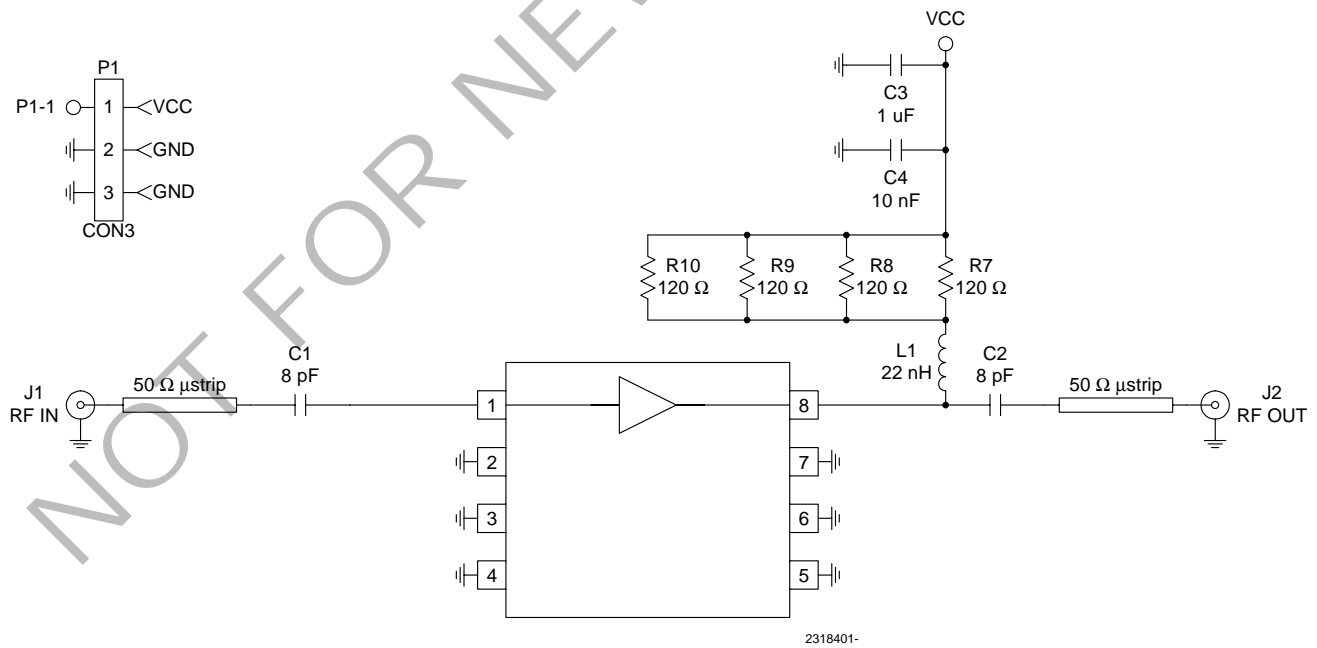 NOT FOR NEW
VCC
P1
P1-1
1
VCC
2
GND
3
GND
CON3
C3
1 uF
C4
10 nF
R10
120 Ω
R9
120 Ω
R8
120 Ω
R7
120 Ω
L1
22 nH
J1
RF IN
50 Ω μstrip
C1
8 pF
1
2
3
4
8
7
6
5
C2
8 pF
50 Ω μstrip
J2
RF OUT
2318401-